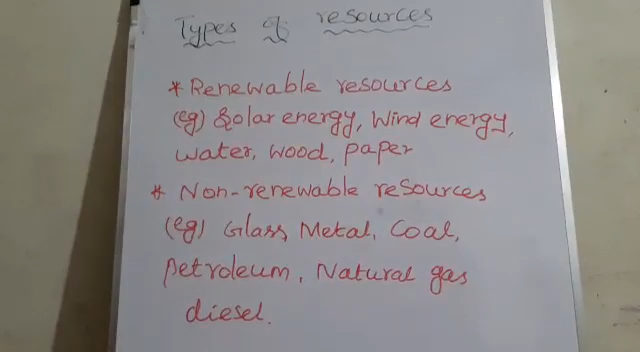 Types of resources
* Renewable resources
(eg) Solar energy, Wind energy,
Water, Wood, paper
* Non-renewable resources
(eg) Glass, Metal, Coal,
petroleum, Natural gas
diesel.